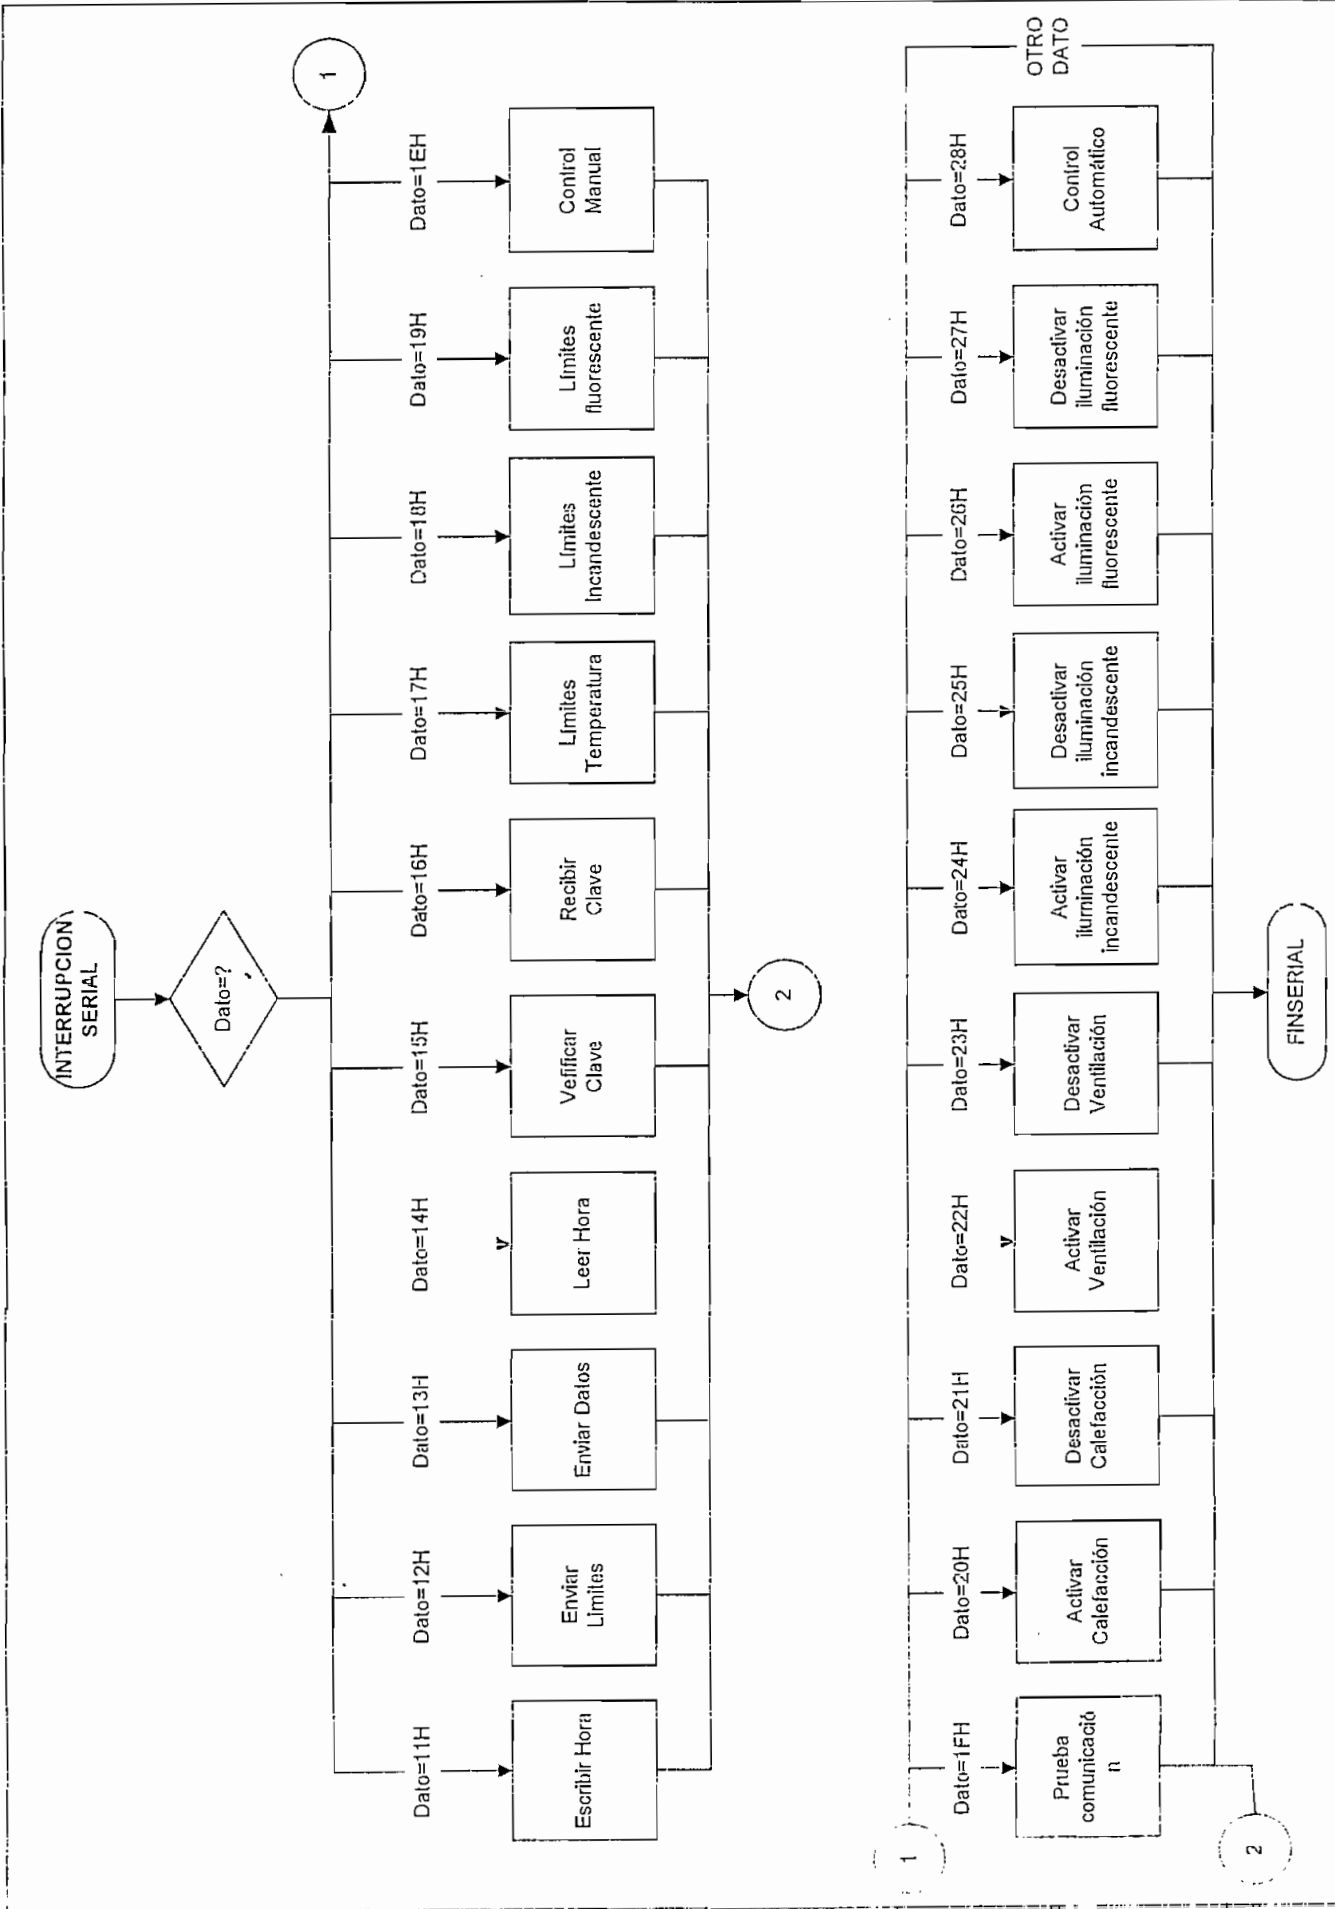 INTERRUPCION
SERIAL
Dato=?
1
Dato=11H
Dato=12H
Dato=13H
Dato=14H
Dato=15H
Dato=16H
Dato=17H
Dato=18H
Dato=19H
Dato=1EH
Escribir Hora
Enviar
Límites
Enviar Datos
Leer Hora
Vefificar
Clave
Recibir
Clave
Límites
Temperatura
Límites
Incandescente
Límites
fluorescente
Control
Manual
2
1
OTRO
DATO
Dato=1FH
Dato=20H
Dato=21H
Dato=22H
Dato=23H
Dato=24H
Dato=25H
Dato=26H
Dato=27H
Dato=28H
Prueba
comunicació
n
Activar
Calefacción
Desactivar
Calefacción
Activar
Ventilación
Desactivar
Ventilación
Activar
iluminación
incandescente
Desactivar
iluminación
incandescente
Activar
iluminación
fluorescente
Desactivar
iluminación
fluorescente
Control
Automático
2
FINSERIAL